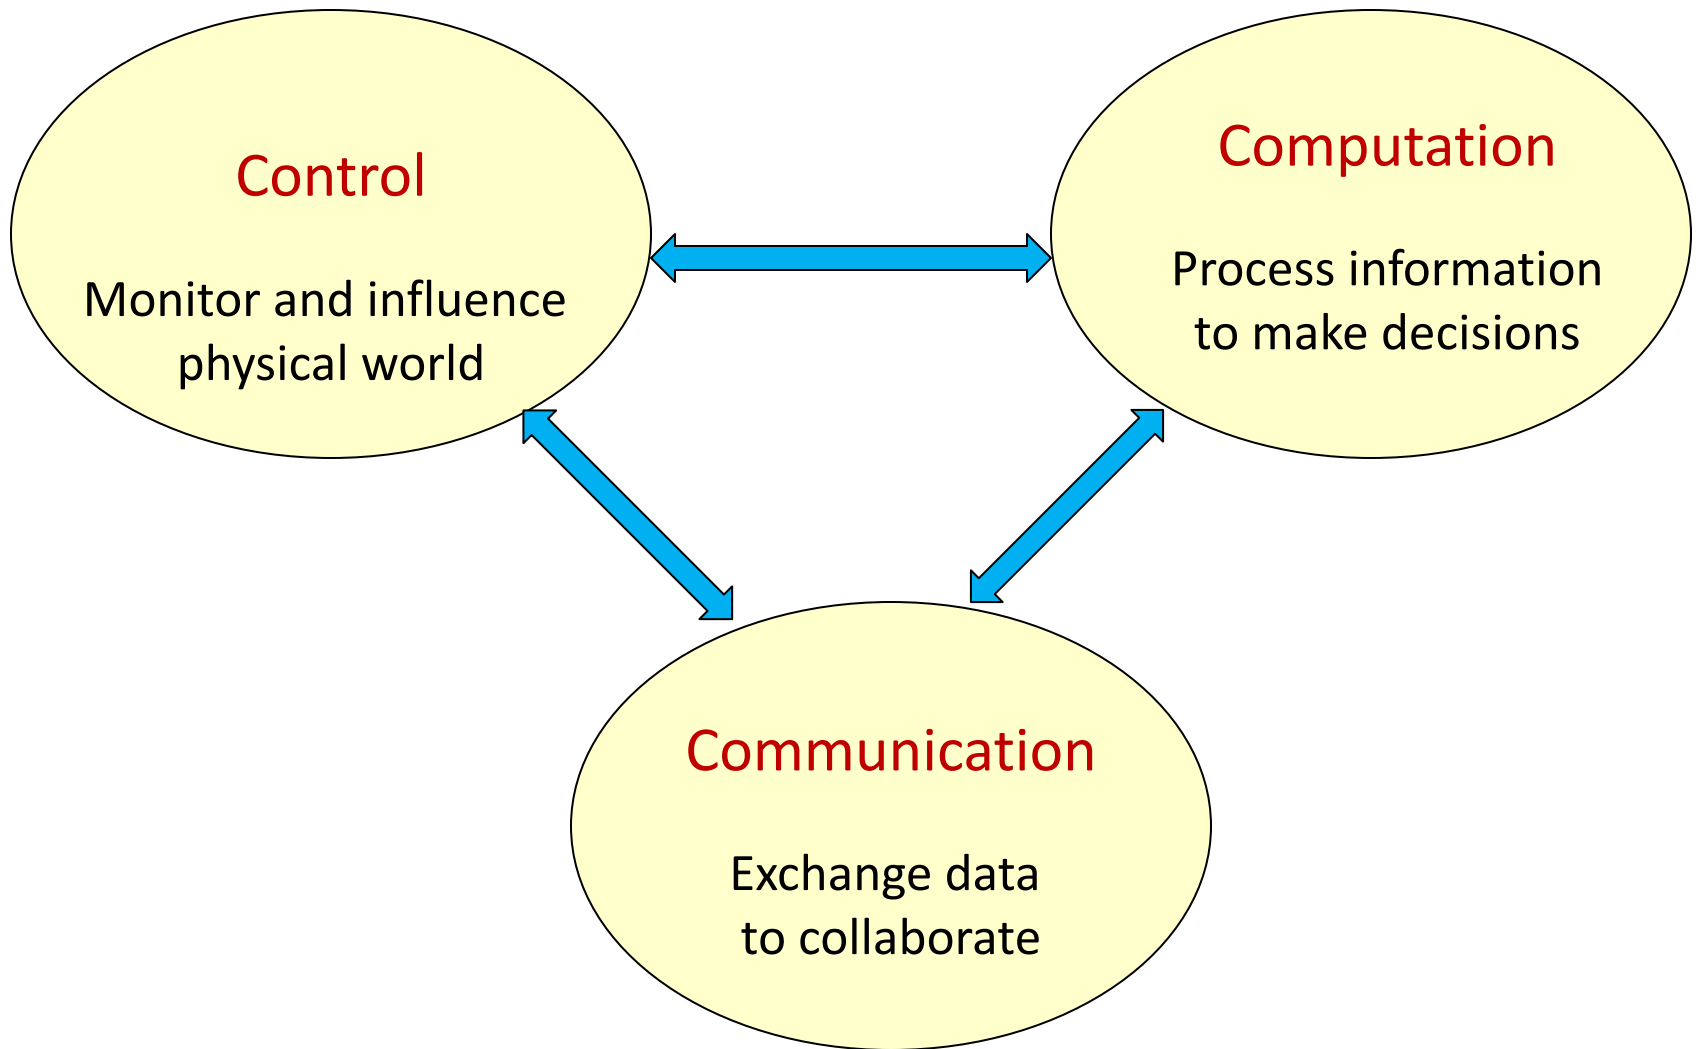 Control
Monitor and influence
physical world
Computation
Process information
to make decisions
Communication
Exchange data
to collaborate